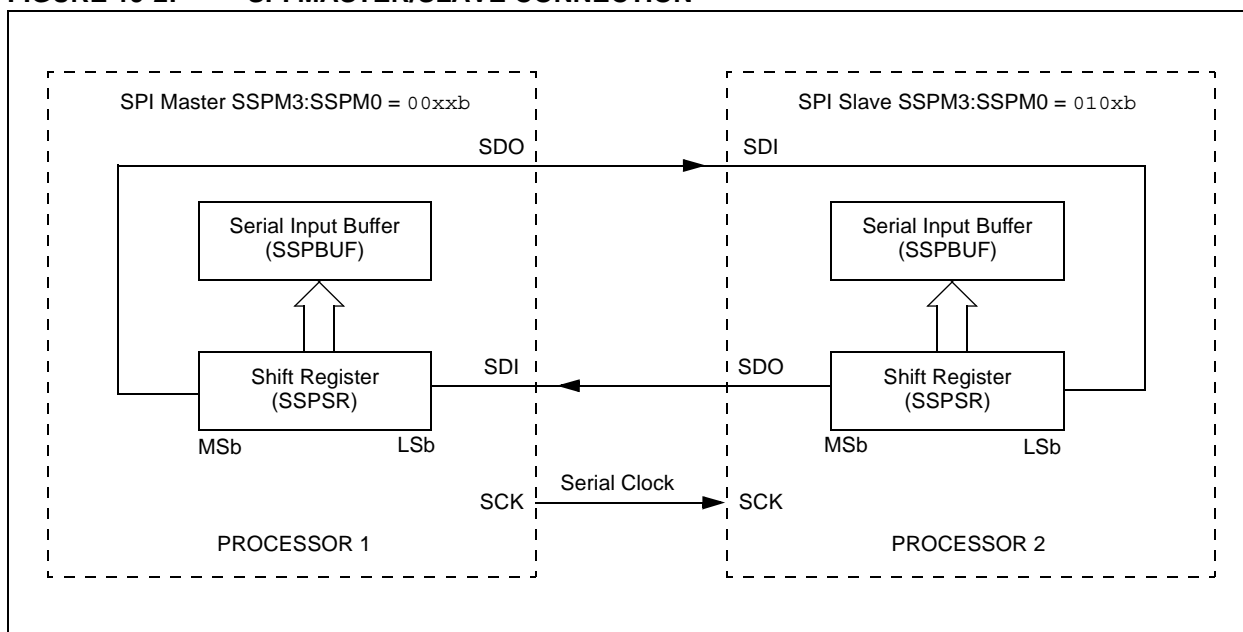 SPI Master SSPM3:SSPM0 = 00xxb
SPI Slave SSPM3:SSPM0 = 010xb
SDO
SDI
Serial Input Buffer
(SSPBUF)
Serial Input Buffer
(SSPBUF)
SDI
SDO
Shift Register
(SSPSR)
Shift Register
(SSPSR)
MSb
LSb
MSb
LSb
Serial Clock
SCK
SCK
PROCESSOR 1
PROCESSOR 2